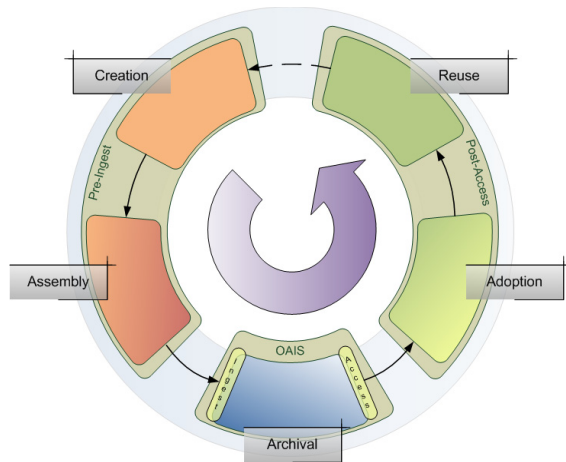 Creation
Reuse
Pre-Ingest
Post-Access
Assembly
Adoption
OAIS
Ingest
Access
Archival